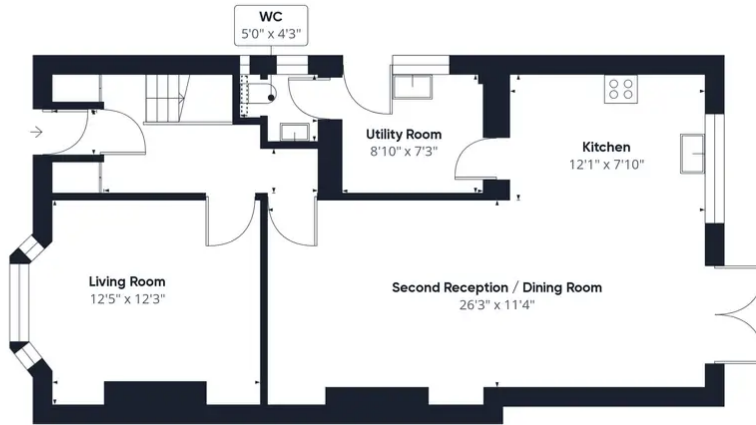 WC
5'0" x 4'3"
Utility Room
8'10" x 7'3"
Kitchen
12'1" x 7'10"
Living Room
12'5" x 12'3"
Second Reception / Dining Room
26'3" x 11'4"